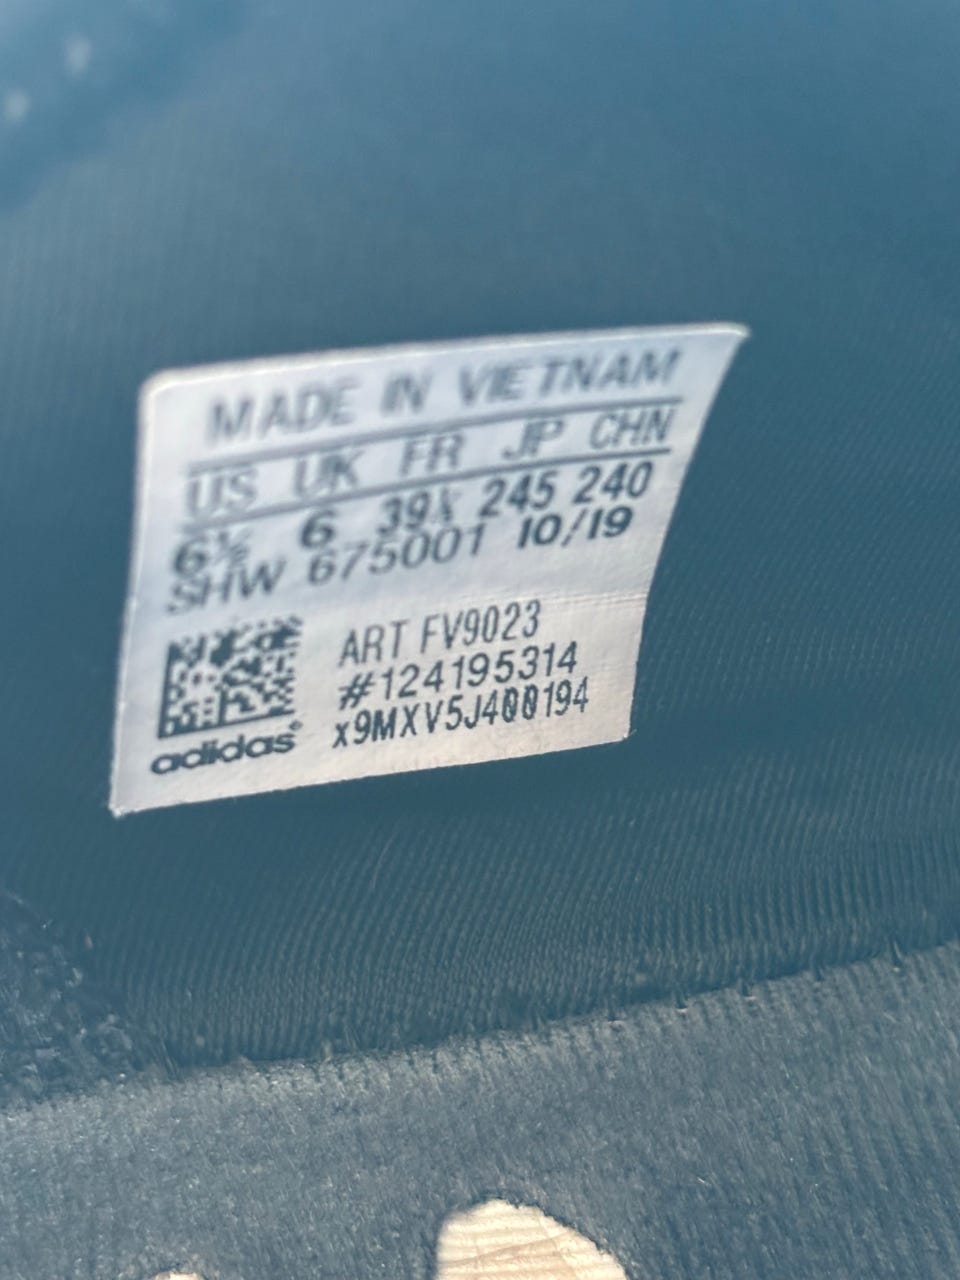 MADE IN VIETNAM
US UK FR JP CHN
6½ 6 39⅓ 245 240
SHW 675001 10/19
ART FV9023
#124195314
x9MXV5J400194
adidas®